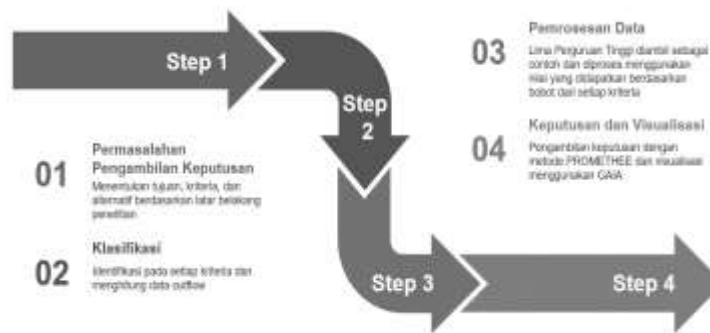 Step 1
Step
2
Step 3
Step 4
01
Permasalahan
Pengambilan Keputusan
Menentukan tujuan, kriteria, dan
alternatif berdasarkan latar belakang
penelitian
02
Klasifikasi
Identifikasi pada setiap kriteria dan
menghitung data outflow
03
Pemrosesan Data
Lima Perguruan Tinggi diambil sebagai
contoh dan diproses menggunakan
nilai yang didapatkan berdasarkan
bobot dari setiap kriteria
04
Keputusan dan Visualisasi
Pengambilan keputusan dengan
metode PROMETHEE dan visualisasi
menggunakan GAIA